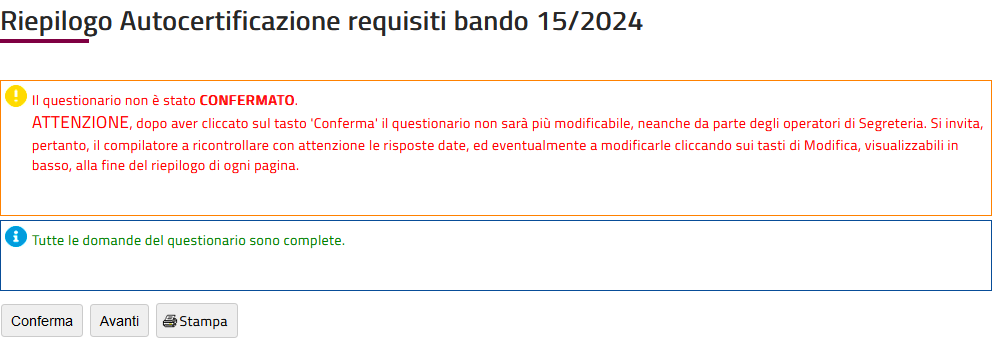 Riepilogo Autocertificazione requisiti bando 15/2024
Il questionario non è stato CONFERMATO.
ATTENZIONE, dopo aver cliccato sul tasto 'Conferma' il questionario non sarà più modificabile, neanche da parte degli operatori di Segreteria. Si invita,
pertanto, il compilatore a ricontrollare con attenzione le risposte date, ed eventualmente a modificarle cliccando sui tasti di Modifica, visualizzabili in
basso, alla fine del riepilogo di ogni pagina.
Tutte le domande del questionario sono complete.
Conferma Avanti Stampa